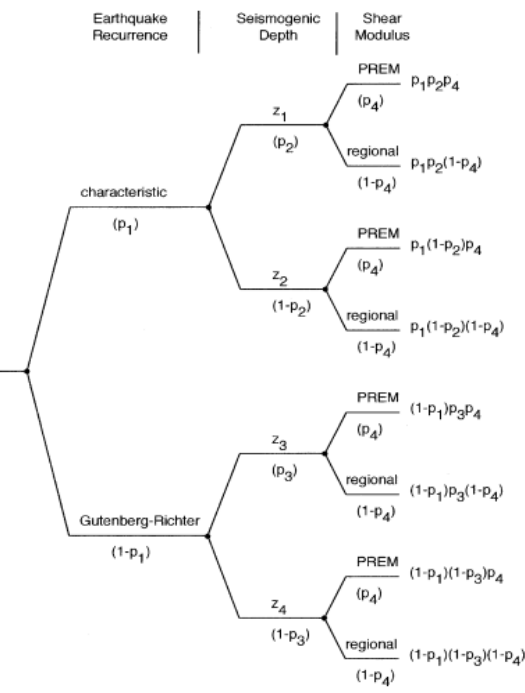 Earthquake Recurrence
Seismogenic Depth
Shear Modulus
PREM
(p₄)
p₁p₂p₄
z₁
(p₂)
regional
(1-p₄)
p₁p₂(1-p₄)
characteristic
(p₁)
PREM
(p₄)
p₁(1-p₂)p₄
z₂
(1-p₂)
regional
(1-p₄)
p₁(1-p₂)(1-p₄)
PREM
(p₄)
(1-p₁)p₃p₄
z₃
(p₃)
regional
(1-p₄)
(1-p₁)p₃(1-p₄)
Gutenberg-Richter
(1-p₁)
PREM
(p₄)
(1-p₁)(1-p₃)p₄
z₄
(1-p₃)
regional
(1-p₄)
(1-p₁)(1-p₃)(1-p₄)